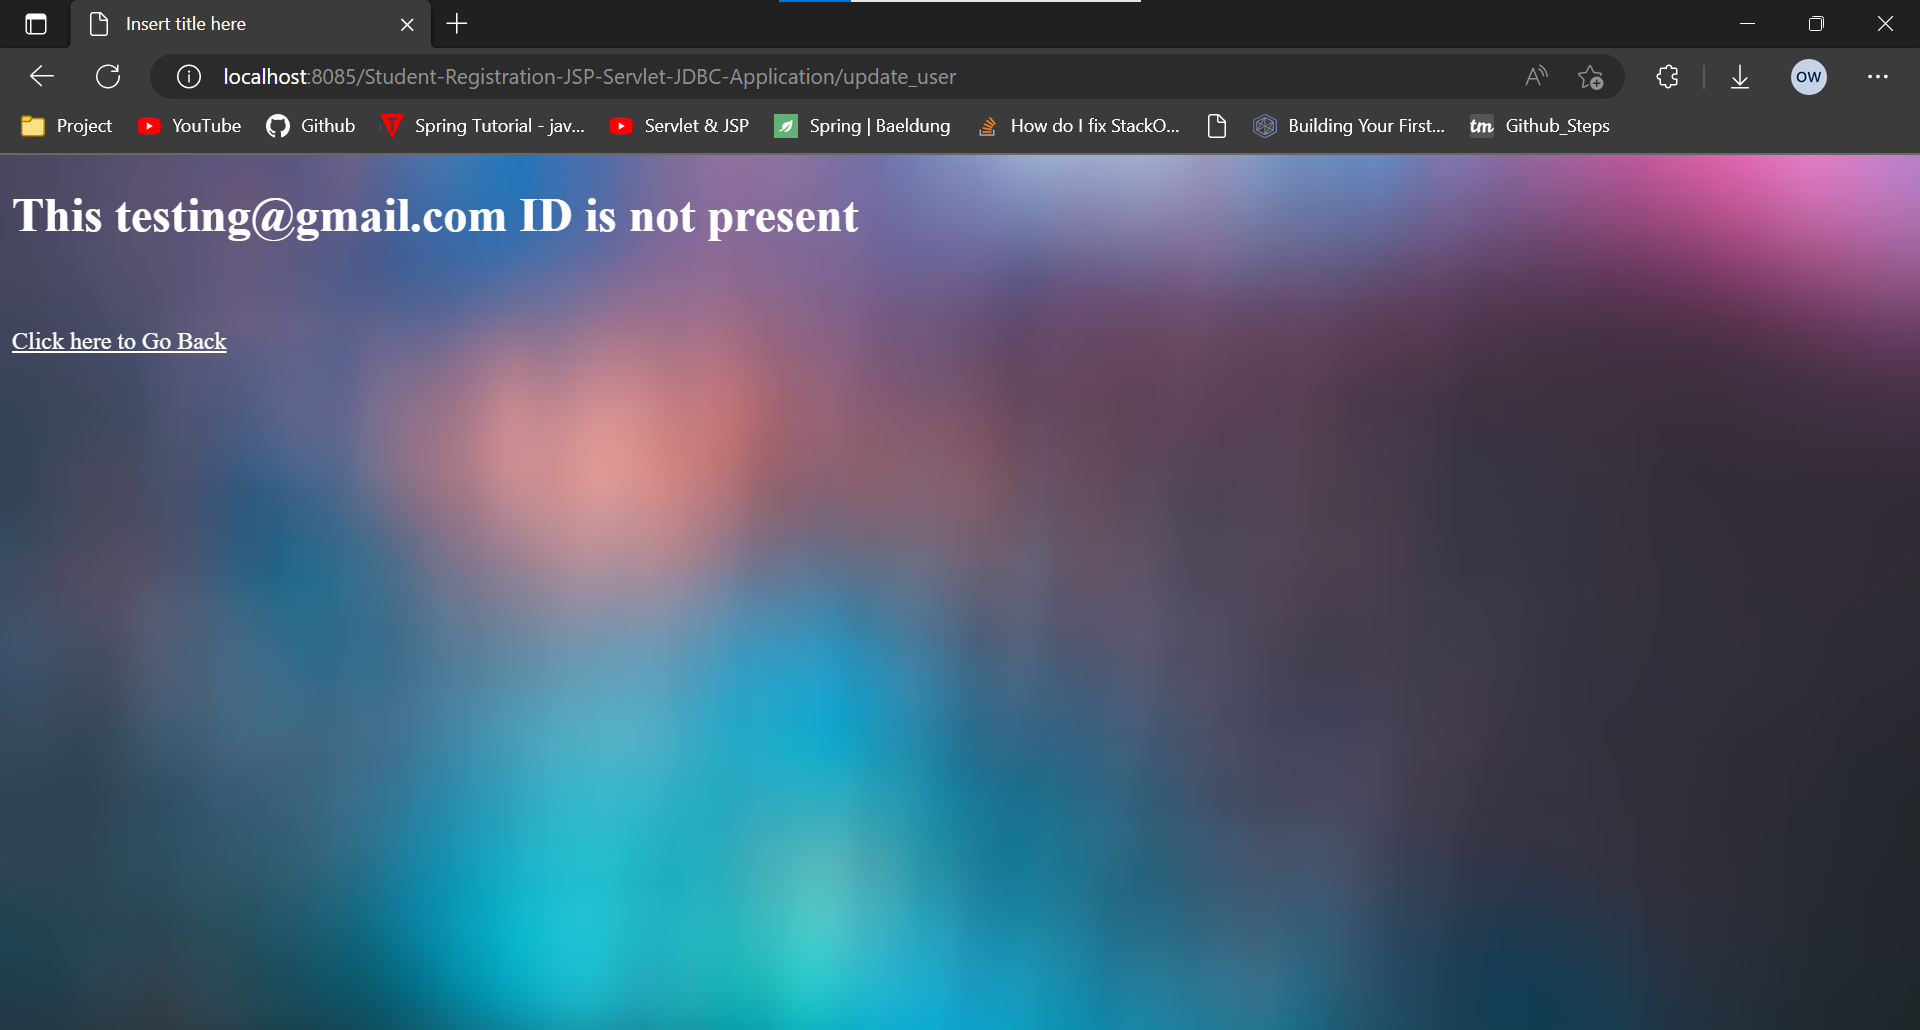 Insert title here
localhost:8085/Student-Registration-JSP-Servlet-JDBC-Application/update_user
A
OW
Project YouTube Github Spring Tutorial - jav... Servlet & JSP Spring | Baeldung How do I fix StackO... Building Your First... tm Github_Steps
This testing@gmail.com ID is not present
Click here to Go Back